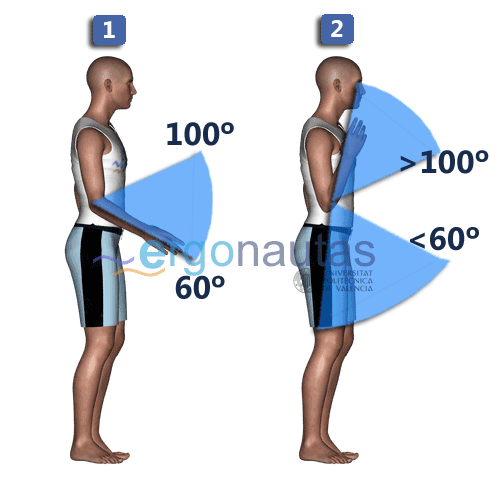 1
2
100º
>100º
ergonautas
<60º
UNIVERSITAT
POLITÈCNICA
DE VALÈNCIA
60º